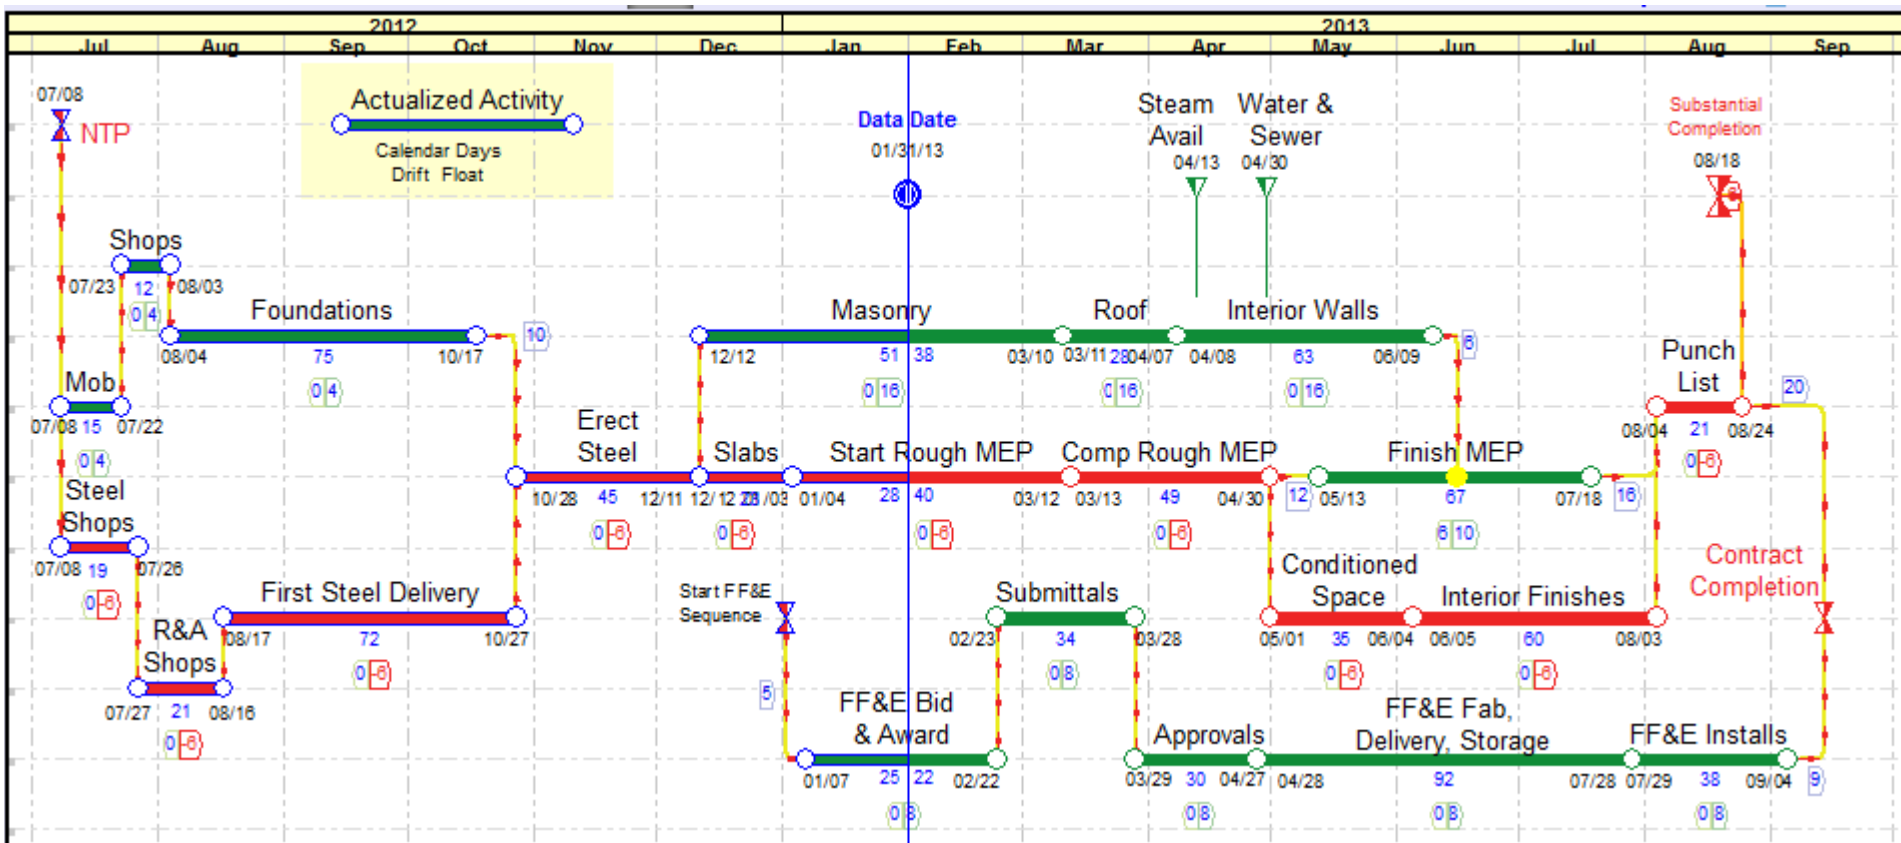 2012 2013
Jul Aug Sep Oct Nov Dec Jan Feb Mar Apr May Jun Jul Aug Sep
07/08
NTP
Actualized Activity
Calendar Days
Drift Float
Data Date
01/31/13
Steam
Avail
04/13
Water &
Sewer
04/30
Substantial
Completion
08/18
-6
Shops
07/23 12 08/03
0 4
Foundations
08/04 75 10/17
10
0 4
Masonry
12/12 51 38 03/10
0 16
Roof
03/11 28 04/07
0 16
Interior Walls
04/08 63 06/09
6
0 16
Mob
07/08 15 07/22
0 4
Punch
List
08/04 21 08/24
20
0 -6
Erect
Steel
10/28 45 12/11
0 -6
Slabs
12/12 01/03
0 -6
Start Rough MEP
01/04 28 40 03/12
0 -6
Comp Rough MEP
03/13 49 04/30
12
0 -6
Finish MEP
05/13 67 07/18
16
6 10
Steel
Shops
07/08 19 07/26
0 -6
First Steel Delivery
08/17 72 10/27
0 -6
R&A
Shops
07/27 21 08/16
0 -6
Start FF&E
Sequence
5
Submittals
02/23 34 03/28
0 8
Conditioned
Space
05/01 35 06/04
0 -6
Interior Finishes
06/05 60 08/03
0 -6
Contract
Completion
FF&E Bid
& Award
01/07 25 22 02/22
0 8
Approvals
03/29 30 04/27
0 8
FF&E Fab,
Delivery, Storage
04/28 92 07/28
0 8
FF&E Installs
07/29 38 09/04
9
0 8